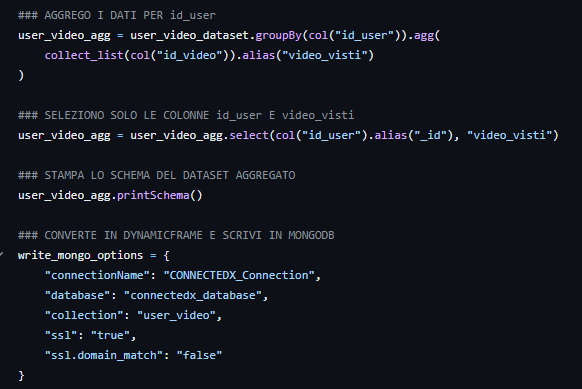 ### AGGREGO I DATI PER id_user
user_video_agg = user_video_dataset.groupBy(col("id_user")).agg(
    collect_list(col("id_video")).alias("video_visti")
)

### SELEZIONO SOLO LE COLONNE id_user E video_visti
user_video_agg = user_video_agg.select(col("id_user").alias("_id"), "video_visti")

### STAMPA LO SCHEMA DEL DATASET AGGREGATO
user_video_agg.printSchema()

### CONVERTE IN DYNAMICFRAME E SCRIVI IN MONGODB
write_mongo_options = {
    "connectionName": "CONNECTEDX_Connection",
    "database": "connectedx_database",
    "collection": "user_video",
    "ssl": "true",
    "ssl.domain_match": "false"
}